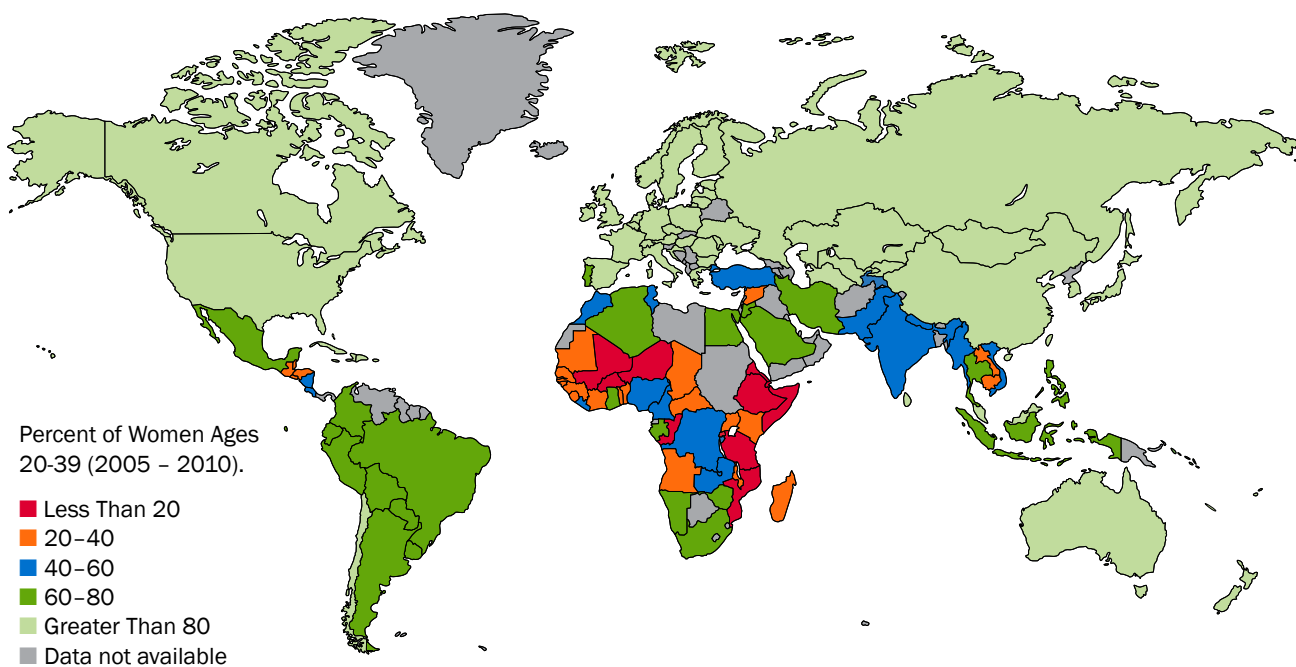 Percent of Women Ages
20-39 (2005 – 2010).
Less Than 20
20–40
40–60
60–80
Greater Than 80
Data not available